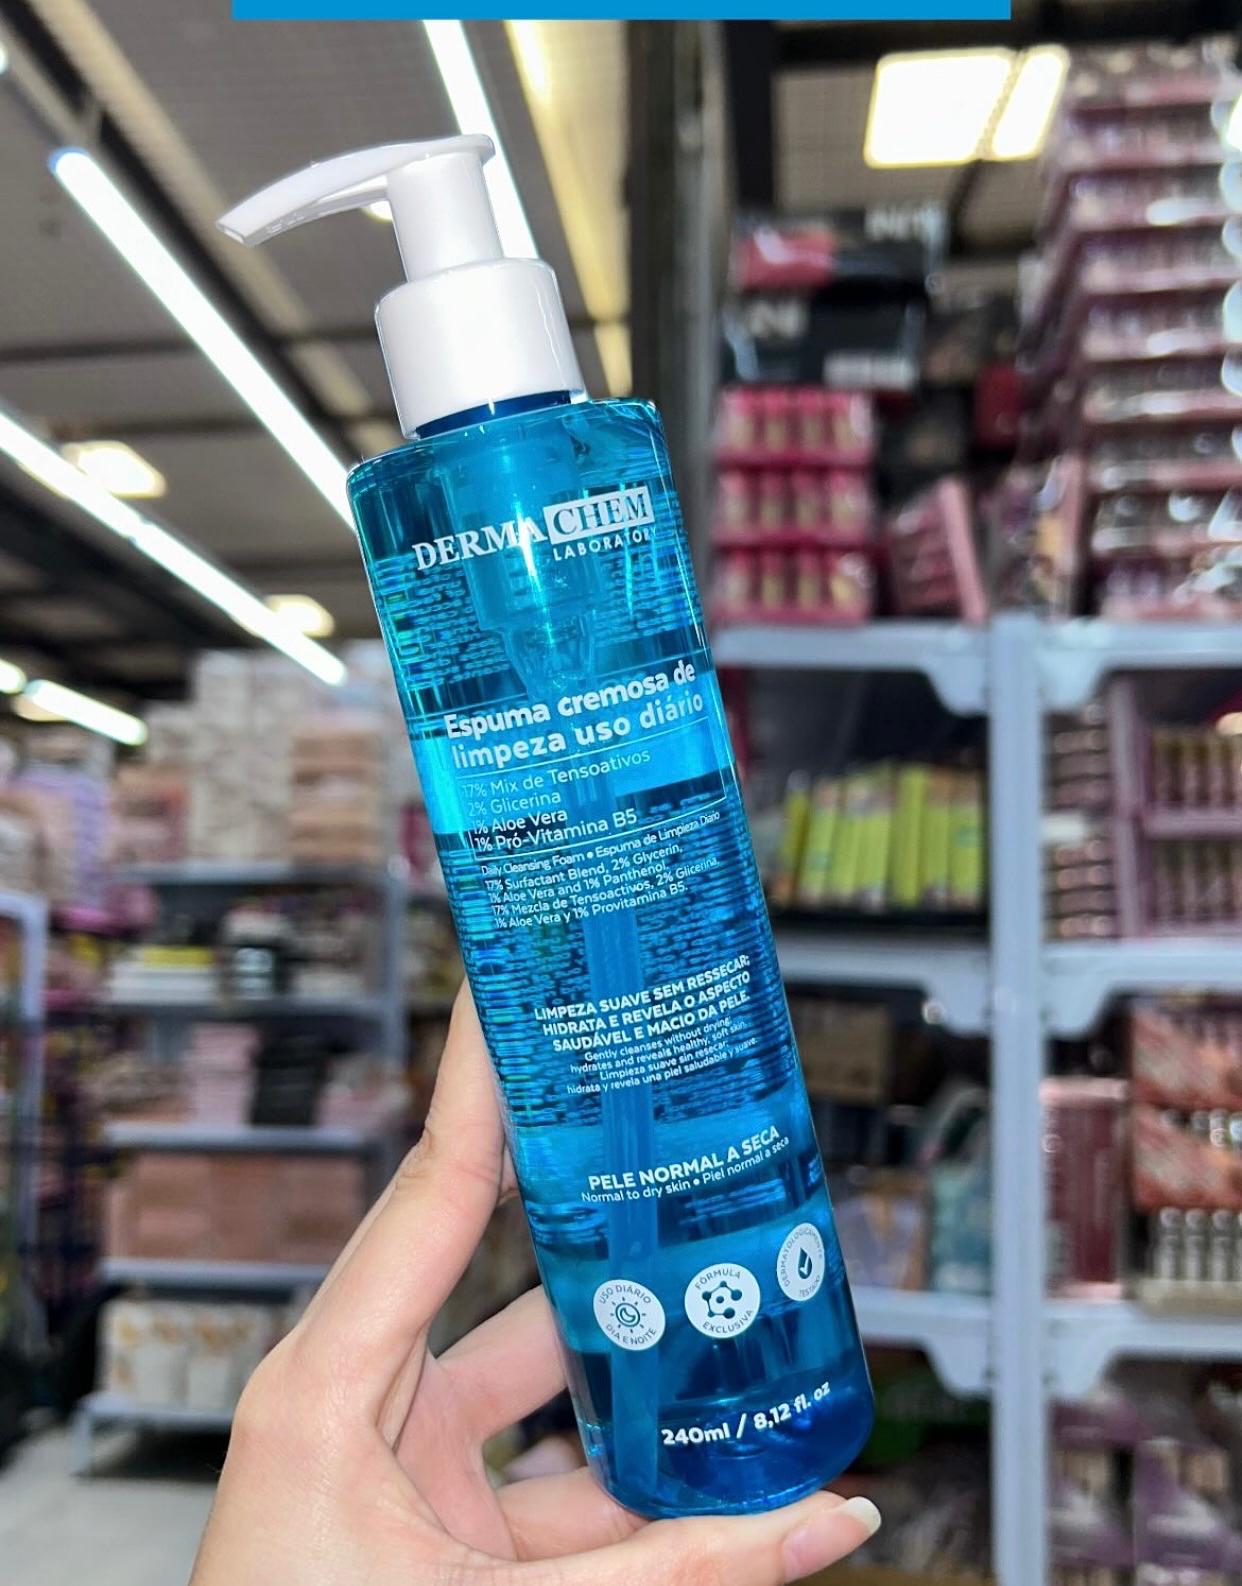 DERMACHEM
LABORATORY
Espuma cremosa de
limpeza uso diário
17% Mix de Tensoativos
2% Glicerina
1% Aloe Vera
1% Pró-Vitamina B5
Daily Cleansing Foam • Espuma de Limpieza Diario
17% Surfactant Blend, 2% Glycerin,
1% Aloe Vera and 1% Panthenol.
17% Mezcla de Tensoactivos, 2% Glicerina,
1% Aloe Vera y 1% Provitamina B5.
LIMPEZA SUAVE SEM RESSECAR;
HIDRATA E REVELA O ASPECTO
SAUDÁVEL E MACIO DA PELE.
Gently cleanses without drying;
hydrates and reveals healthy, soft skin.
Limpieza suave sin resecar;
hidrata y revela una piel saludable y suave.
PELE NORMAL A SECA
Normal to dry skin • Piel normal a seca
USO DIÁRIO
DIA E NOITE
FÓRMULA
EXCLUSIVA
DERMATOLOGICAMENTE
TESTADO
240ml / 8,12 fl. oz